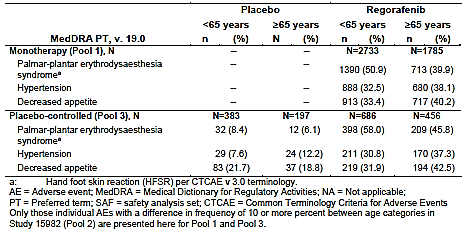 Placebo Regorafenib
<65 years ≥65 years <65 years ≥65 years
MedDRA PT, v. 19.0 n (%) N (%) n (%) n (%)
Monotherapy (Pool 1), N -- -- N=2733 N=1785
Palmar-plantar erythrodysaesthesia syndromeª -- -- 1390 (50.9) 713 (39.9)
Hypertension -- -- 888 (32.5) 680 (38.1)
Decreased appetite -- -- 913 (33.4) 717 (40.2)
Placebo-controlled (Pool 3), N N=383 N=197 N=686 N=456
Palmar-plantar erythrodysaesthesia syndromeª 32 (8.4) 12 (6.1) 398 (58.0) 209 (45.8)
Hypertension 29 (7.6) 24 (12.2) 211 (30.8) 170 (37.3)
Decreased appetite 83 (21.7) 37 (18.8) 219 (31.9) 194 (42.5)
a: Hand foot skin reaction (HFSR) per CTCAE v 3.0 terminology.
AE = Adverse event; MedDRA = Medical Dictionary for Regulatory Activities; NA = Not applicable;
PT = Preferred term; SAF = safety analysis set; CTCAE = Common Terminology Criteria for Adverse Events
Only those individual AEs with a difference in frequency of 10 or more percent between age categories in
Study 15982 (Pool 2) are presented here for Pool 1 and Pool 3.